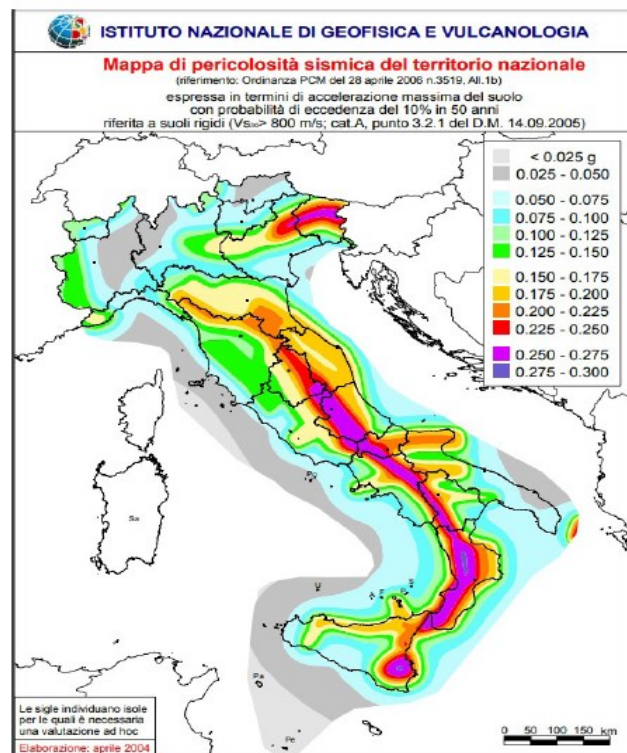 ISTITUTO NAZIONALE DI GEOFISICA E VULCANOLOGIA
Mappa di pericolosità sismica del territorio nazionale
(riferimento: Ordinanza PCM del 28 aprile 2006 n.3519, All.1b)
espressa in termini di accelerazione massima del suolo
con probabilità di eccedenza del 10% in 50 anni
riferita a suoli rigidi (Vs₃₀> 800 m/s; cat.A, punto 3.2.1 del D.M. 14.09.2005)
< 0.025 g
0.025 - 0.050
0.050 - 0.075
0.075 - 0.100
0.100 - 0.125
0.125 - 0.150
0.150 - 0.175
0.175 - 0.200
0.200 - 0.225
0.225 - 0.250
0.250 - 0.275
0.275 - 0.300
Po
Sa
U
Pa
Pe
Le sigle individuano isole
per le quali è necessaria
una valutazione ad hoc
Elaborazione: aprile 2004
0 50 100 150 km